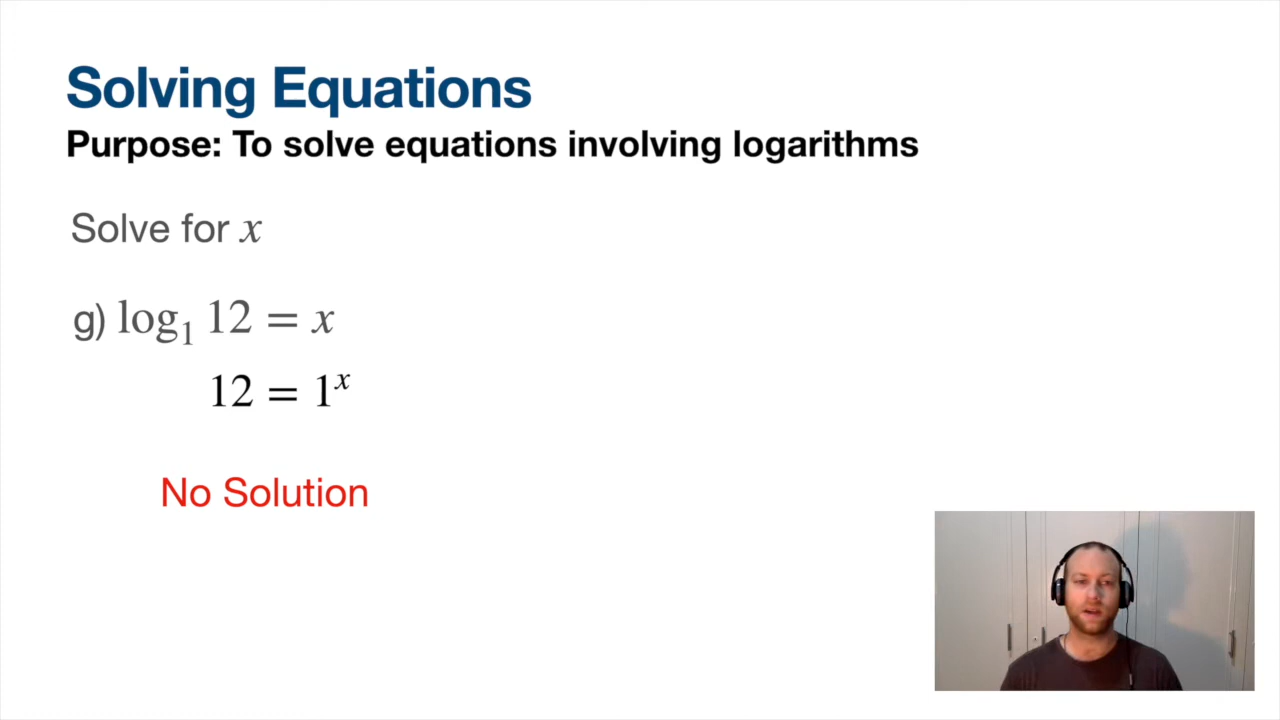 Solving Equations
Purpose: To solve equations involving logarithms
Solve for x
g) log₁ 12 = x
12 = 1ˣ
No Solution